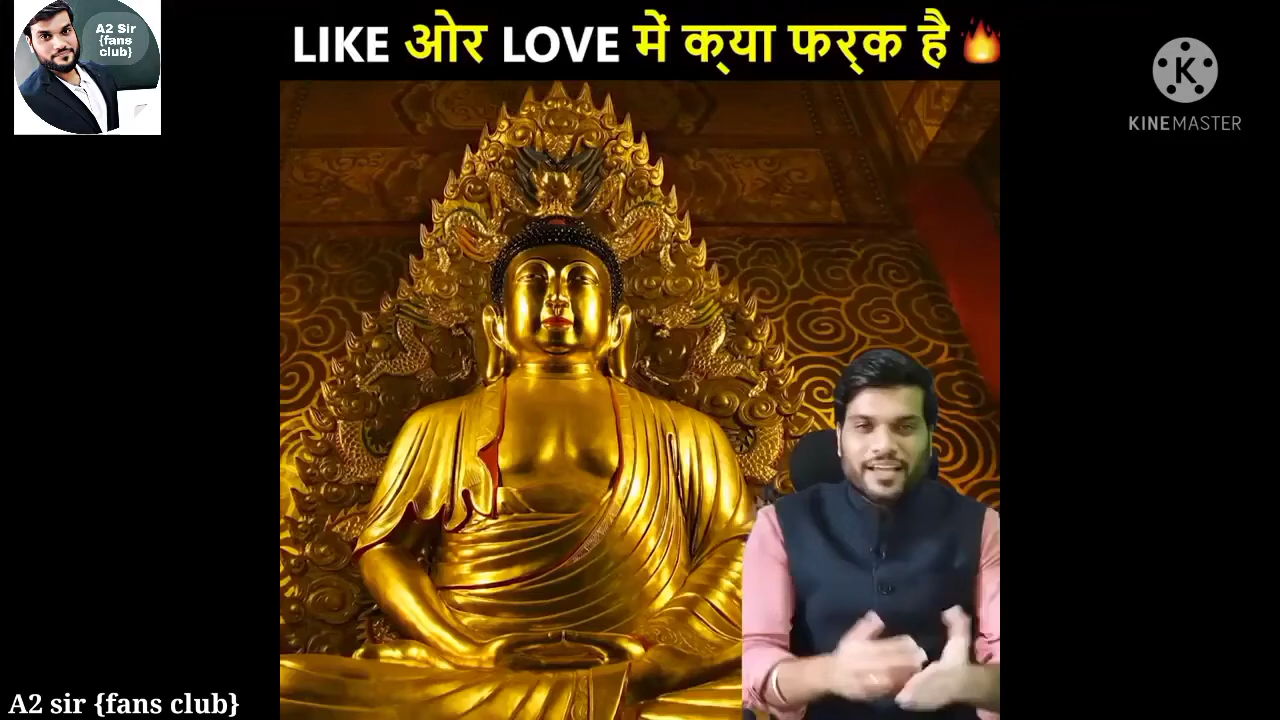 A2 Sir
{fans
club}
LIKE ओर LOVE में क्या फर्क है🔥
K
KINEMASTER
A2 sir {fans club}